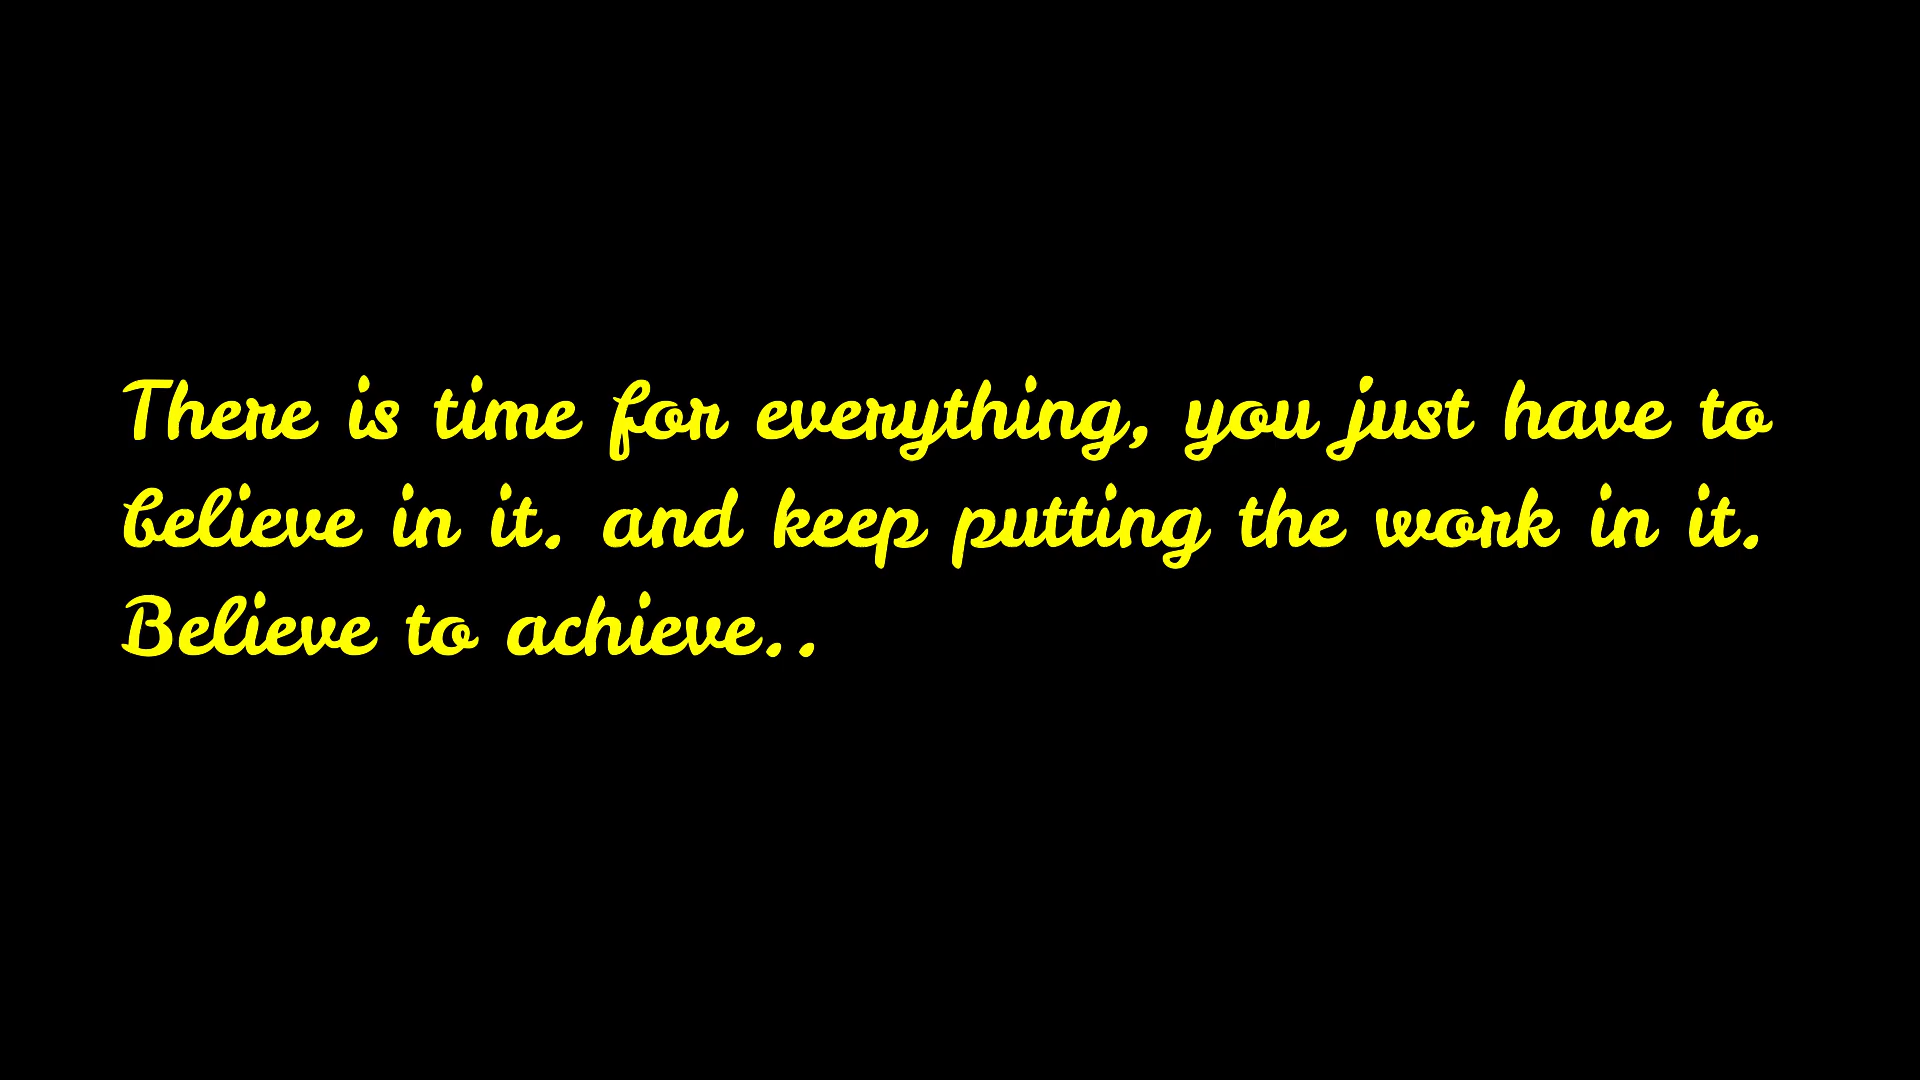 There is time for everything, you just have to
believe in it. and keep putting the work in it.
Believe to achieve..